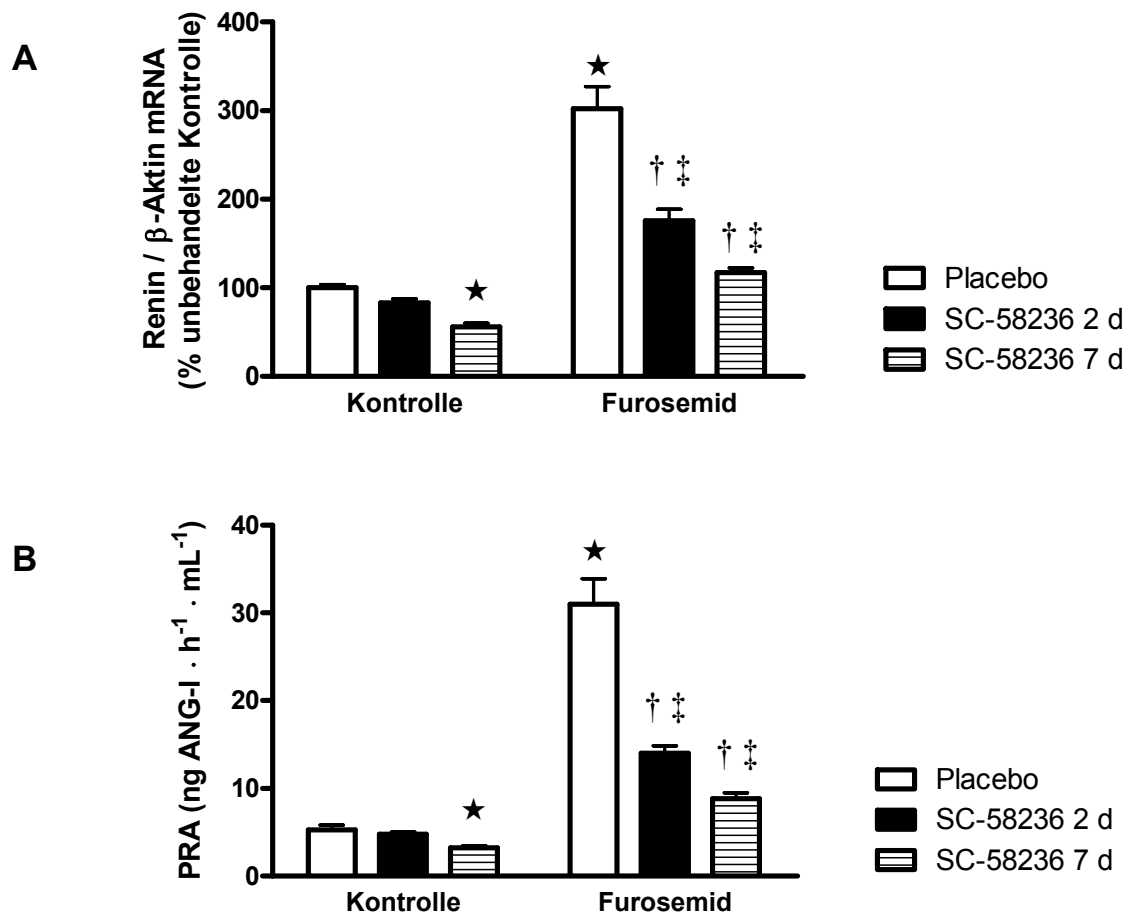 A
Renin / β-Aktin mRNA
(% unbehandelte Kontrolle)
400
300
200
100
0
★
★
† ‡
† ‡
Kontrolle
Furosemid
Placebo
SC-58236 2 d
SC-58236 7 d
B
PRA (ng ANG-I · h⁻¹ · mL⁻¹)
40
30
20
10
0
★
★
† ‡
† ‡
Kontrolle
Furosemid
Placebo
SC-58236 2 d
SC-58236 7 d